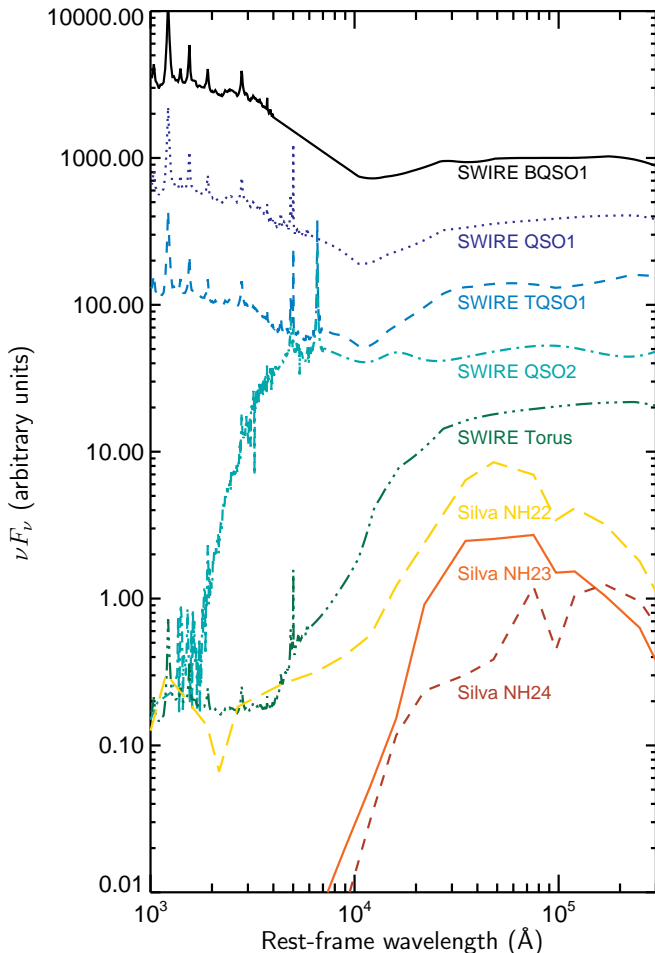 10000.00
1000.00
100.00
10.00
1.00
0.10
0.01
νFν (arbitrary units)
SWIRE BQSO1
SWIRE QSO1
SWIRE TQSO1
SWIRE QSO2
SWIRE Torus
Silva NH22
Silva NH23
Silva NH24
10³ 10⁴ 10⁵
Rest-frame wavelength (Å)